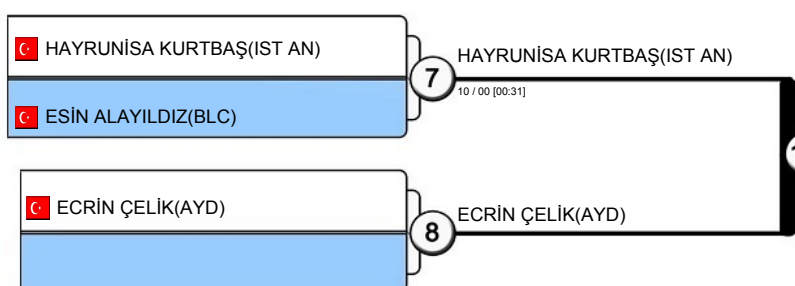 HAYRUNİSA KURTBAŞ(IST AN)
ESİN ALAYILDIZ(BLC)
7
HAYRUNİSA KURTBAŞ(IST AN)
10 / 00 [00:31]
ECRİN ÇELİK(AYD)
8
ECRİN ÇELİK(AYD)